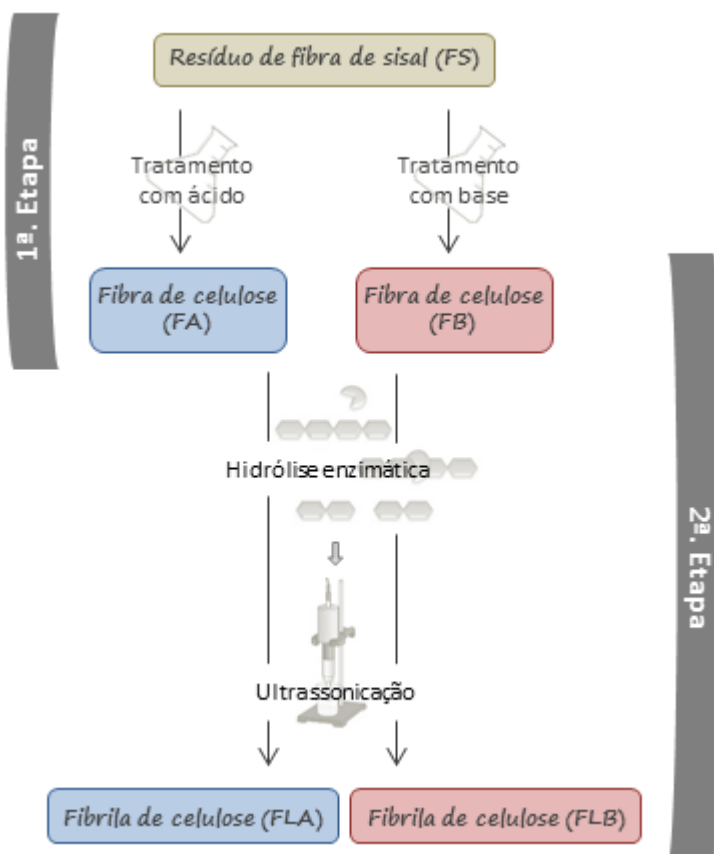 Resíduo de fibra de sisal (FS)
1ª. Etapa
Tratamento
com ácido
Tratamento
com base
Fibra de celulose
(FA)
Fibra de celulose
(FB)
Hidrólise enzimática
2ª. Etapa
Ultrassonicação
Fibrila de celulose (FLA)
Fibrila de celulose (FLB)